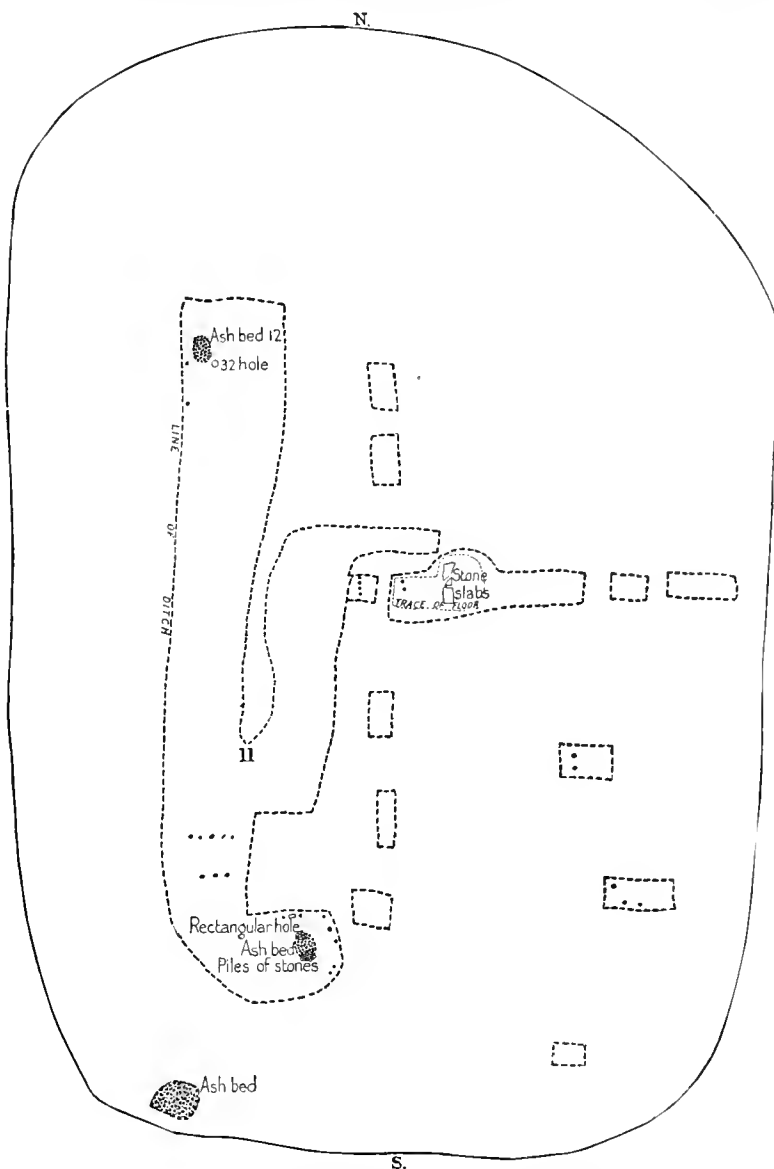 N.
Ash bed 12
32 hole
LINE OF DITCH
Stone
slabs
TRACE OF FLOOR
11
Rectangular hole
Ash bed
Piles of stones
Ash bed
S.